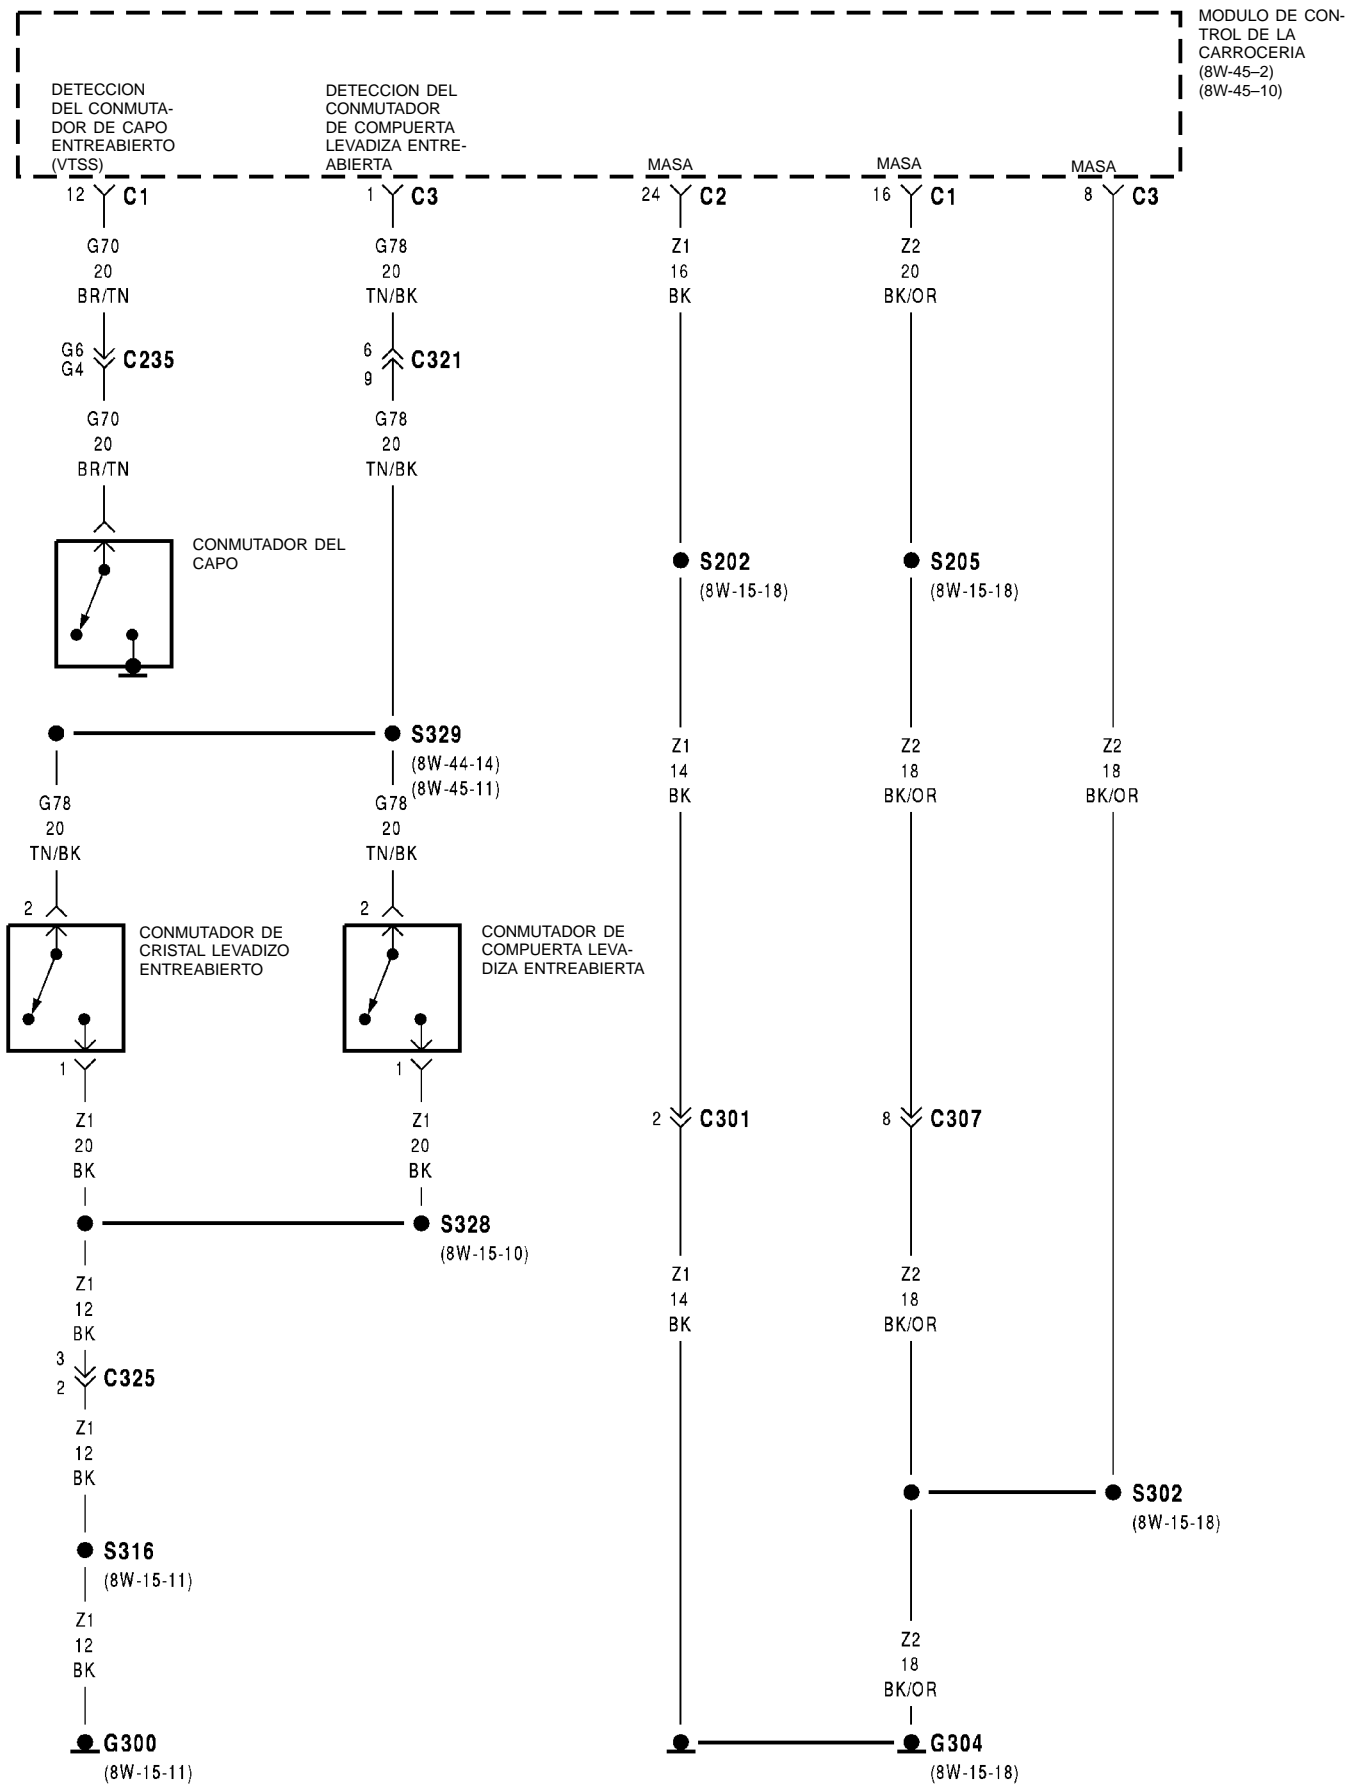 MODULO DE CON-
TROL DE LA
CARROCERIA
(8W-45–2)
(8W-45–10)
DETECCION
DEL CONMUTA-
DOR DE CAPO
ENTREABIERTO
(VTSS)
DETECCION DEL
CONMUTADOR
DE COMPUERTA
LEVADIZA ENTRE-
ABIERTA
MASA
MASA
MASA
12 C1
1 C3
24 C2
16 C1
8 C3
G70
20
BR/TN
G78
20
TN/BK
Z1
16
BK
Z2
20
BK/OR
G6
G4
C235
6
9
C321
G70
20
BR/TN
G78
20
TN/BK
CONMUTADOR DEL
CAPO
S202
(8W-15-18)
S205
(8W-15-18)
S329
(8W-44-14)
(8W-45-11)
Z1
14
BK
Z2
18
BK/OR
Z2
18
BK/OR
G78
20
TN/BK
G78
20
TN/BK
2
2
CONMUTADOR DE
CRISTAL LEVADIZO
ENTREABIERTO
CONMUTADOR DE
COMPUERTA LEVA-
DIZA ENTREABIERTA
1
1
Z1
20
BK
Z1
20
BK
2 C301
8 C307
S328
(8W-15-10)
Z1
12
BK
Z1
14
BK
Z2
18
BK/OR
3
2
C325
Z1
12
BK
S302
(8W-15-18)
S316
(8W-15-11)
Z1
12
BK
Z2
18
BK/OR
G300
(8W-15-11)
G304
(8W-15-18)